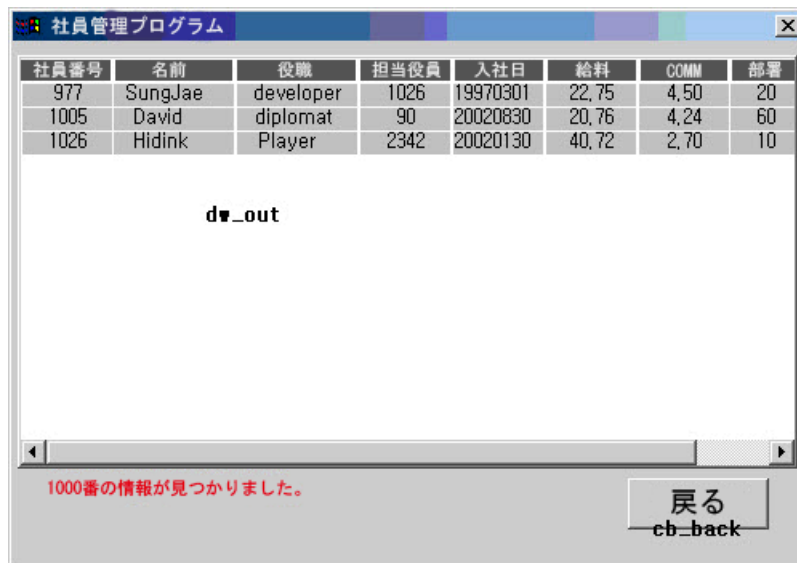 社員管理プログラム
社員番号 名前 役職 担当役員 入社日 給料 COMM 部署
977 SungJae developer 1026 19970301 22,75 4,50 20
1005 David diplomat 90 20020830 20,76 4,24 60
1026 Hidink Player 2342 20020130 40,72 2,70 10
dw_out
1000番の情報が見つかりました。
戻る
cb_back